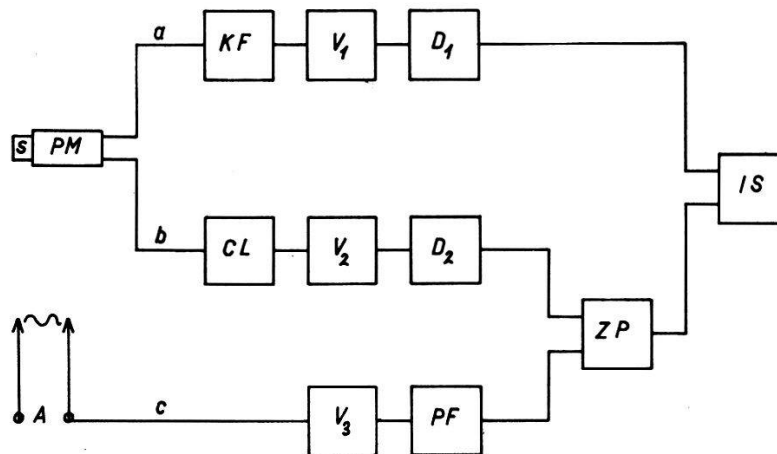 a KF V₁ D₁
S PM
IS
b CL V₂ D₂
ZP
A c V₃ PF